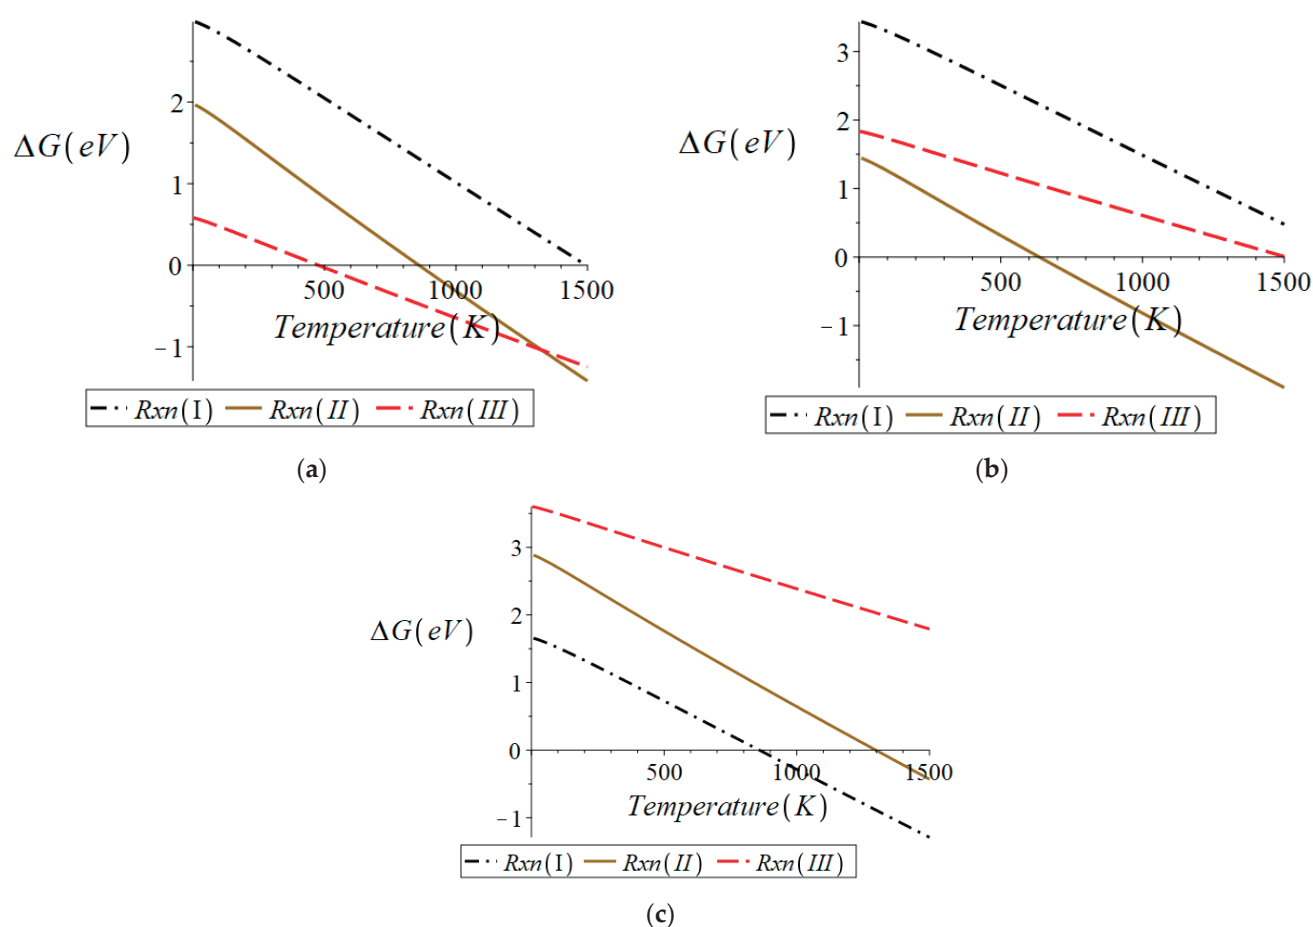 2
ΔG(eV)
1
0
500
1000
1500
Temperature(K)
−1
Rxn(I) Rxn(II) Rxn(III)
(a)
3
2
ΔG(eV)
1
0
500
1000
1500
−1
Temperature(K)
Rxn(I) Rxn(II) Rxn(III)
(b)
3
2
ΔG(eV)
1
0
500
1000
1500
Temperature(K)
−1
Rxn(I) Rxn(II) Rxn(III)
(c)